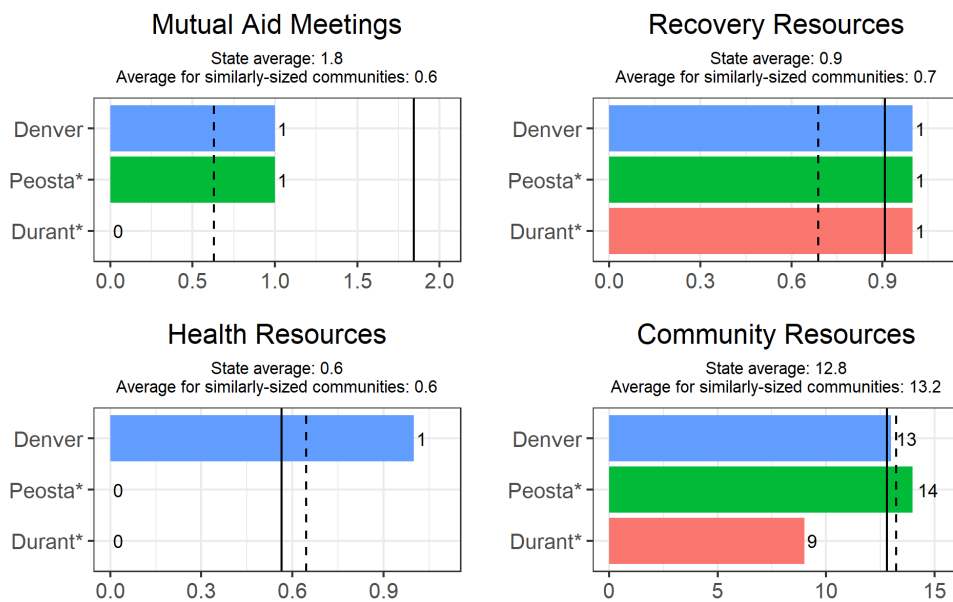 Mutual Aid Meetings
State average: 1.8
Average for similarly-sized communities: 0.6
Denver
1
Peosta*
1
Durant*
0
0.0 0.5 1.0 1.5 2.0
Recovery Resources
State average: 0.9
Average for similarly-sized communities: 0.7
Denver
1
Peosta*
1
Durant*
1
0.0 0.3 0.6 0.9
Health Resources
State average: 0.6
Average for similarly-sized communities: 0.6
Denver
1
Peosta*
0
Durant*
0
0.0 0.3 0.6 0.9
Community Resources
State average: 12.8
Average for similarly-sized communities: 13.2
Denver
13
Peosta*
14
Durant*
9
0 5 10 15